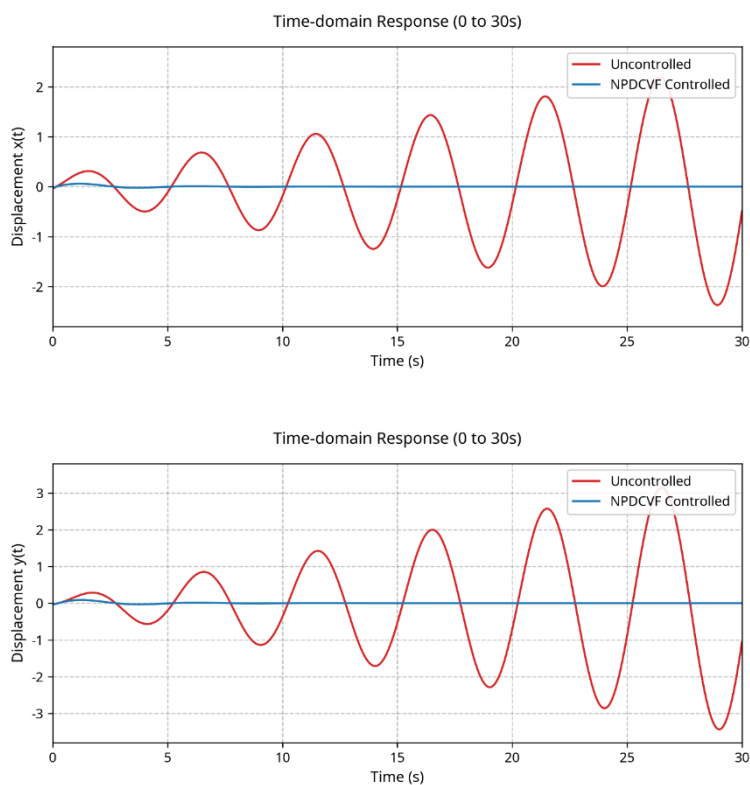 Time-domain Response (0 to 30s)
Displacement x(t)
2
1
0
-1
-2
Uncontrolled
NPDCVF Controlled
0 5 10 15 20 25 30
Time (s)
Time-domain Response (0 to 30s)
Displacement y(t)
3
2
1
0
-1
-2
-3
Uncontrolled
NPDCVF Controlled
0 5 10 15 20 25 30
Time (s)